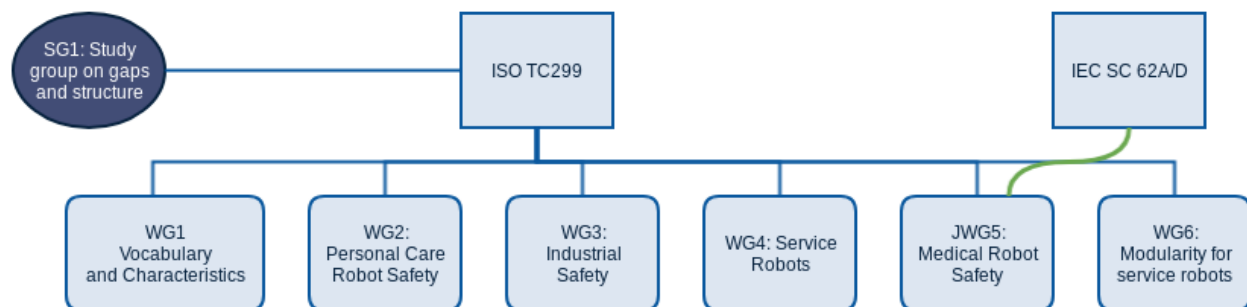 SG1: Study
group on gaps
and structure
ISO TC299
IEC SC 62A/D
WG1
Vocabulary
and Characteristics
WG2:
Personal Care
Robot Safety
WG3:
Industrial
Safety
WG4: Service
Robots
JWG5:
Medical Robot
Safety
WG6:
Modularity for
service robots